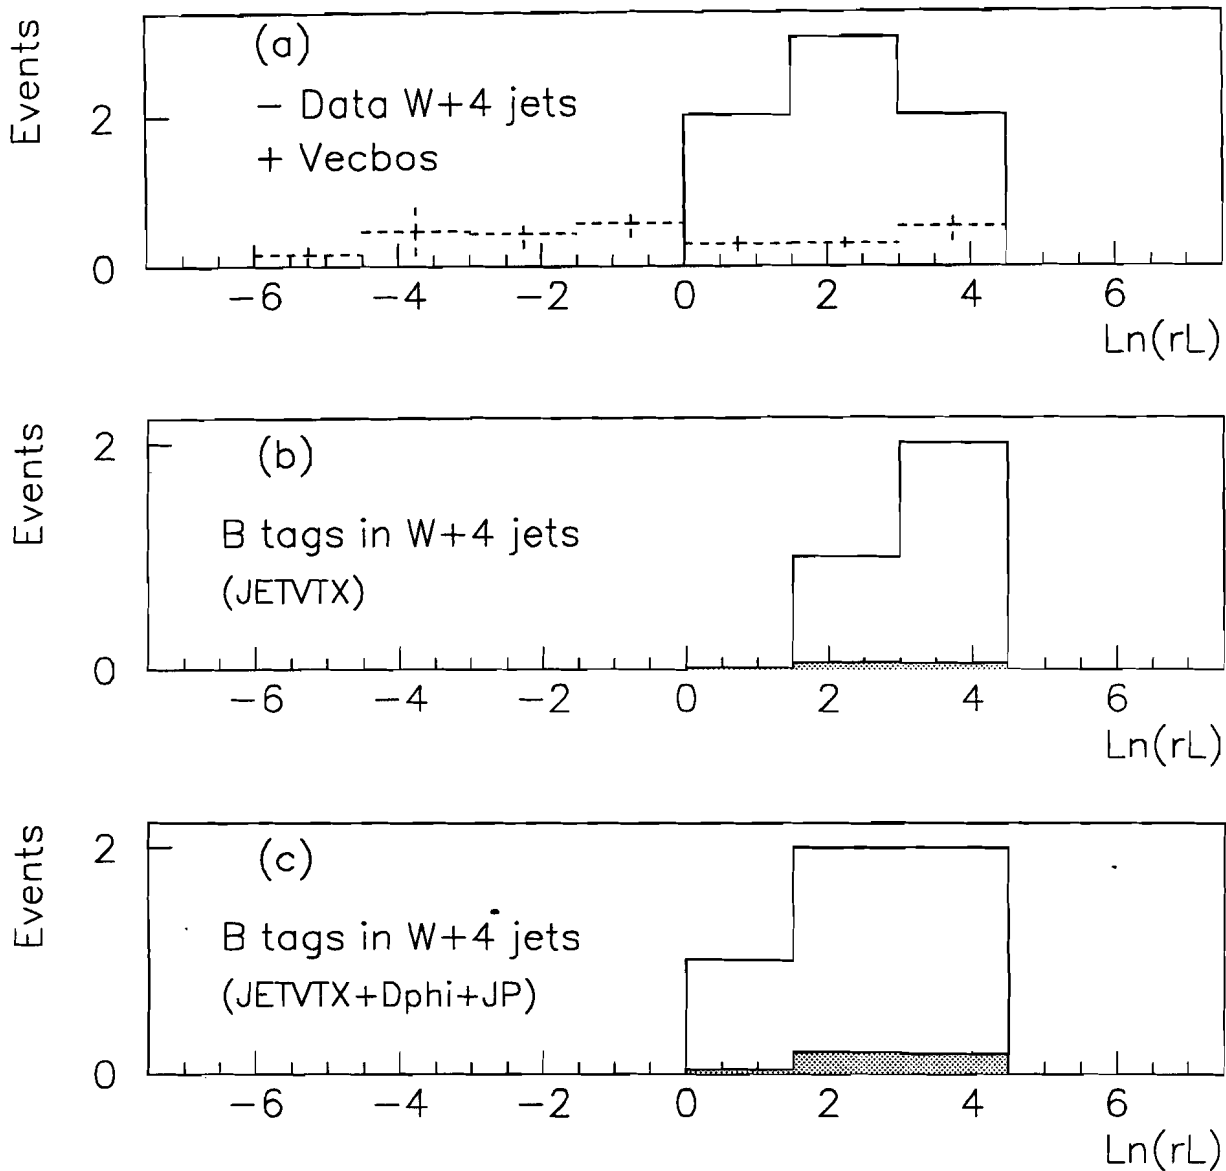 Events
(a)
– Data W+4 jets
+ Vecbos
2
0
−6 −4 −2 0 2 4 6
Ln(rL)
Events
(b)
B tags in W+4 jets
(JETVTX)
2
0
−6 −4 −2 0 2 4 6
Ln(rL)
Events
(c)
B tags in W+4 jets
(JETVTX+Dphi+JP)
2
0
−6 −4 −2 0 2 4 6
Ln(rL)